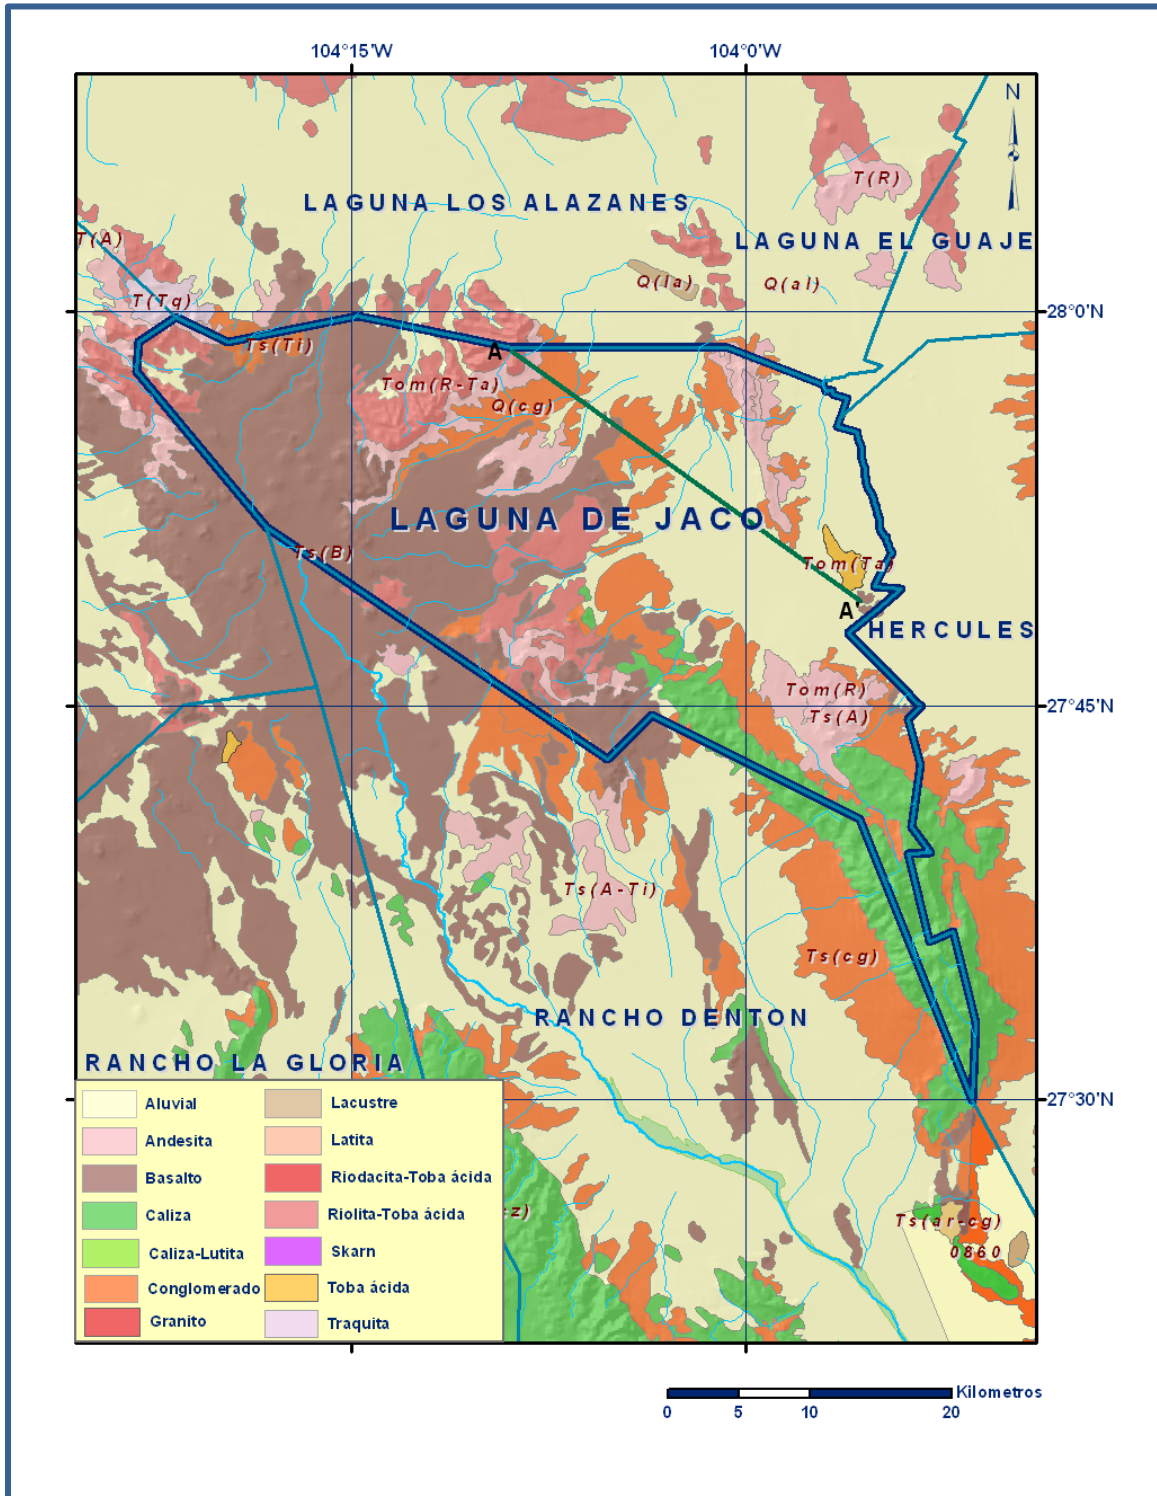 104°15'W
104°0'W
N
T(R)
LAGUNA LOS ALAZANES
T(A)
LAGUNA EL GUAJE
Q(la)
Q(al)
T(Tq)
28°0'N
Ts(Ti)
A
Tom(R-Ta)
Q(cg)
LAGUNA DE JACO
Ts(B)
Tom(Ta)
A'
HERCULES
Tom(R)
27°45'N
Ts(A)
Ts(A-Ti)
Ts(cg)
RANCHO DENTON
RANCHO LA GLORIA
27°30'N
Aluvial
Lacustre
Andesita
Latita
Basalto
Riodacita-Toba ácida
Caliza
Riolita-Toba ácida
cz)
Ts(ar-cg)
Caliza-Lutita
Skarn
0860
Conglomerado
Toba ácida
Granito
Traquita
Kilometros
0 5 10 20